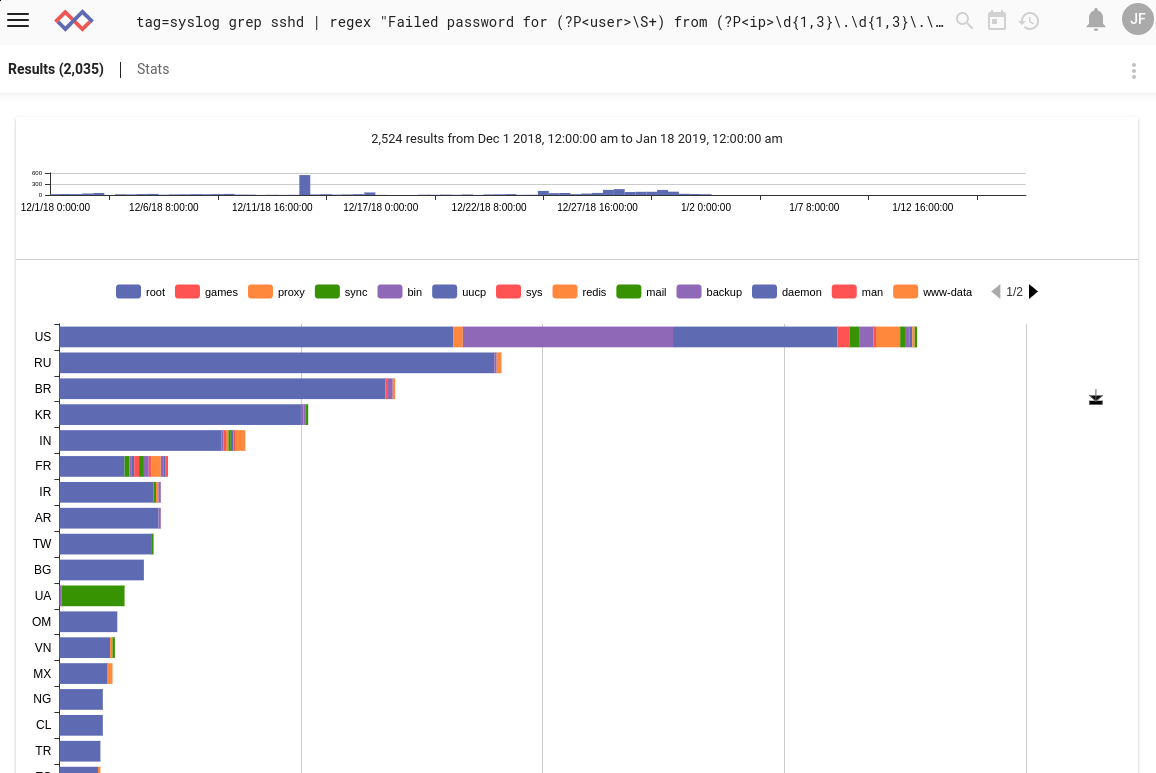 tag=syslog grep sshd | regex "Failed password for (?P<user>\S+) from (?P<ip>\d{1,3}\.\d{1,3}\.\…
JF
Results (2,035) | Stats
2,524 results from Dec 1 2018, 12:00:00 am to Jan 18 2019, 12:00:00 am
600
300
0
12/1/18 0:00:00 12/6/18 8:00:00 12/11/18 16:00:00 12/17/18 0:00:00 12/22/18 8:00:00 12/27/18 16:00:00 1/2 0:00:00 1/7 8:00:00 1/12 16:00:00
root games proxy sync bin uucp sys redis mail backup daemon man www-data 1/2
US
RU
BR
KR
IN
FR
IR
AR
TW
BG
UA
OM
VN
MX
NG
CL
TR